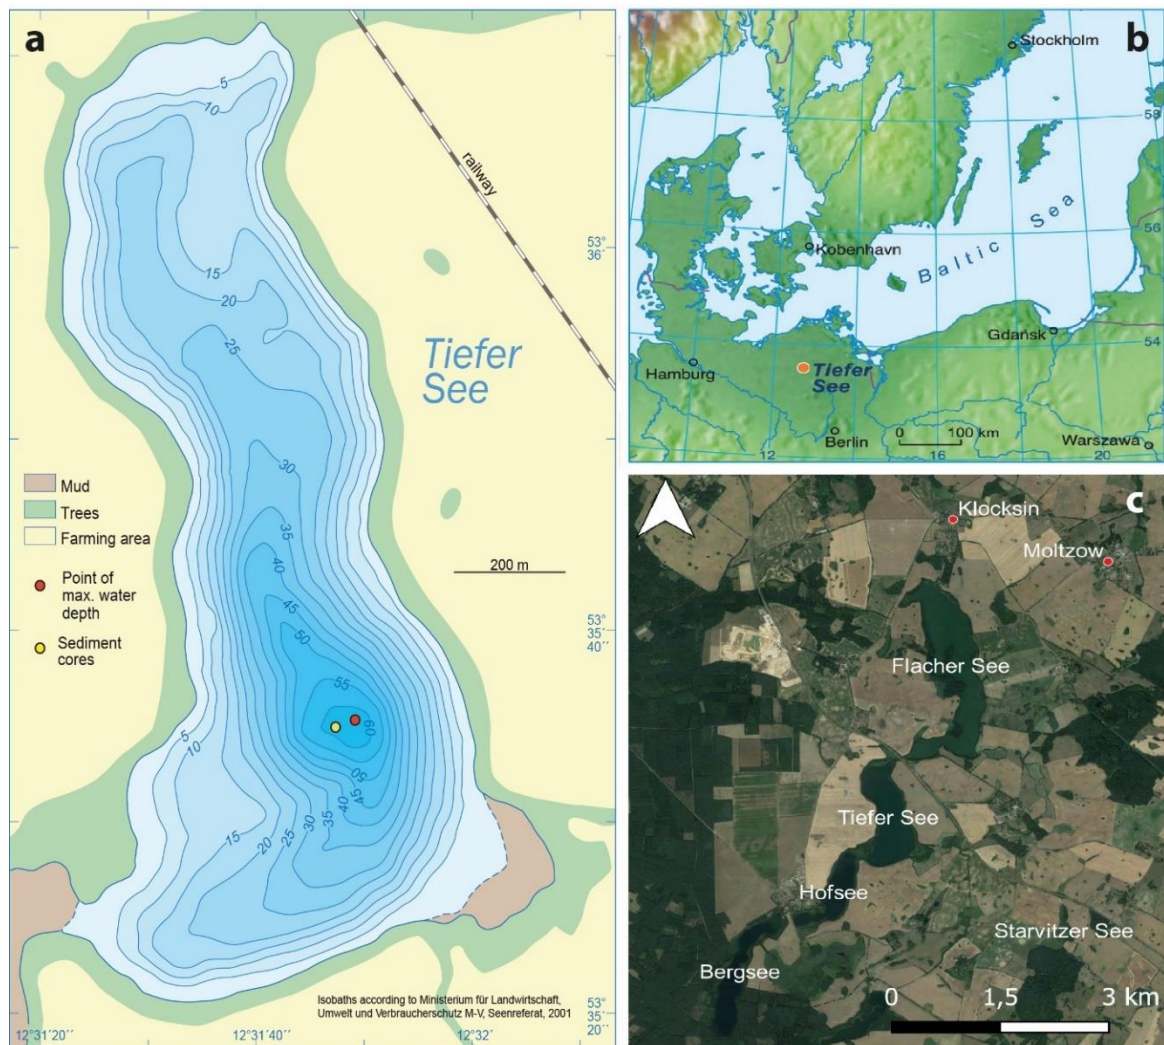 a
5
10
15
20
25
30
35
40
45
50
55
60
50
45
40
35
30
25
20
15
5
10
railway
Tiefer
See
53°
36´
53°
35´
40´´
53°
35´
20´´
Mud
Trees
Farming area
Point of
max. water
depth
Sediment
cores
200 m
Isobaths according to Ministerium für Landwirtschaft,
Umwelt und Verbraucherschutz M-V, Seenreferat, 2001
12°31´20´´
12°31´40´´
12°32´
b
Stockholm
58
56
54
Kobenhavn
Baltic Sea
Gdańsk
Hamburg
Tiefer
See
Berlin
0 100 km
Warszawa
12
14
16
20
21
c
Klocksin
Moltzow
Flacher See
Tiefer See
Hofsee
Starvitzer See
Bergsee
0 1,5 3 km